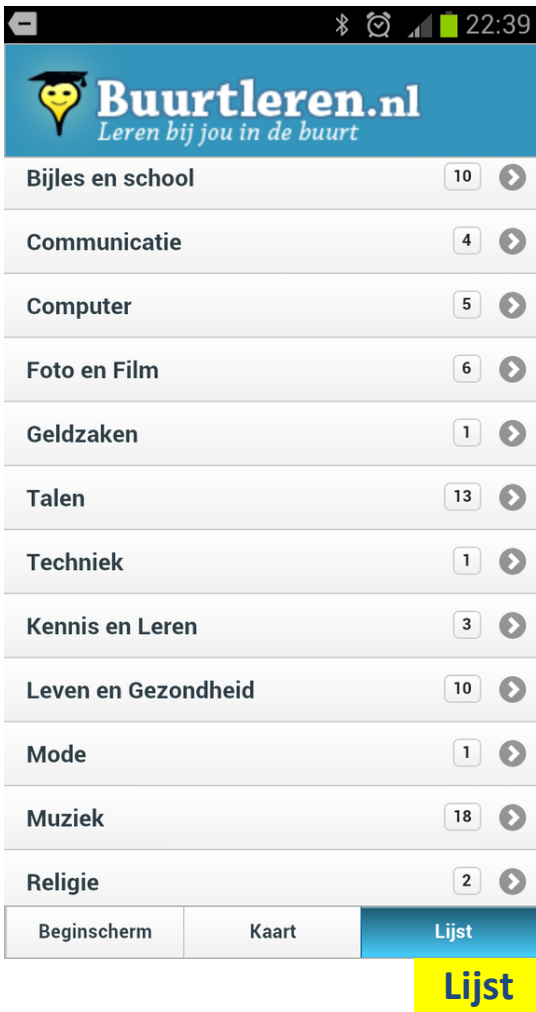 22:39
Buurtleren.nl
Leren bij jou in de buurt
Bijles en school 10
Communicatie 4
Computer 5
Foto en Film 6
Geldzaken 1
Talen 13
Techniek 1
Kennis en Leren 3
Leven en Gezondheid 10
Mode 1
Muziek 18
Religie 2
Beginscherm Kaart Lijst
Lijst